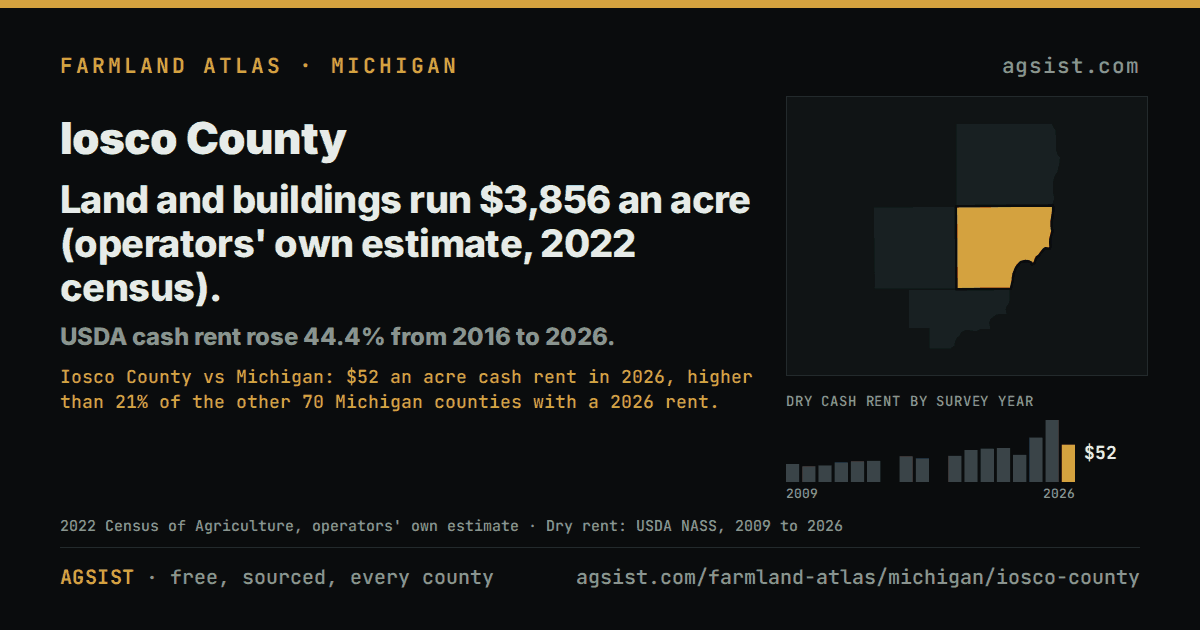 FARMLAND ATLAS · MICHIGAN
agsist.com
Iosco County
Land and buildings run $3,856 an acre
(operators' own estimate, 2022
census).
USDA cash rent rose 44.4% from 2016 to 2026.
Iosco County vs Michigan: $52 an acre cash rent in 2026, higher
than 21% of the other 70 Michigan counties with a 2026 rent.
DRY CASH RENT BY SURVEY YEAR
$52
2009
2026
2022 Census of Agriculture, operators' own estimate · Dry rent: USDA NASS, 2009 to 2026
AGSIST · free, sourced, every county
agsist.com/farmland-atlas/michigan/iosco-county